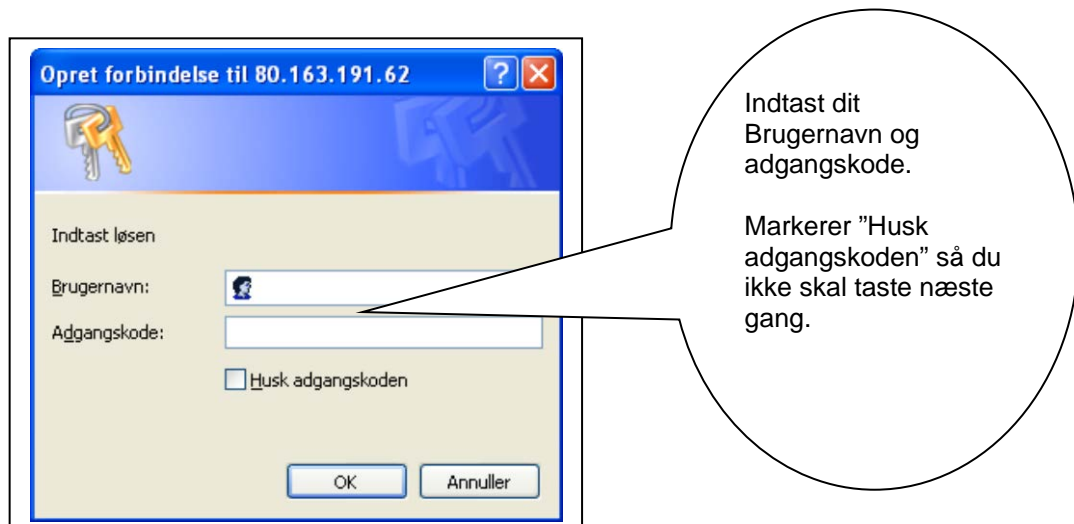 Opret forbindelse til 80.163.191.62
Indtast løsen
Brugernavn:
Adgangskode:
Husk adgangskoden
OK
Annuller
Indtast dit
Brugernavn og
adgangskode.
Markerer ”Husk
adgangskoden” så du
ikke skal taste næste
gang.